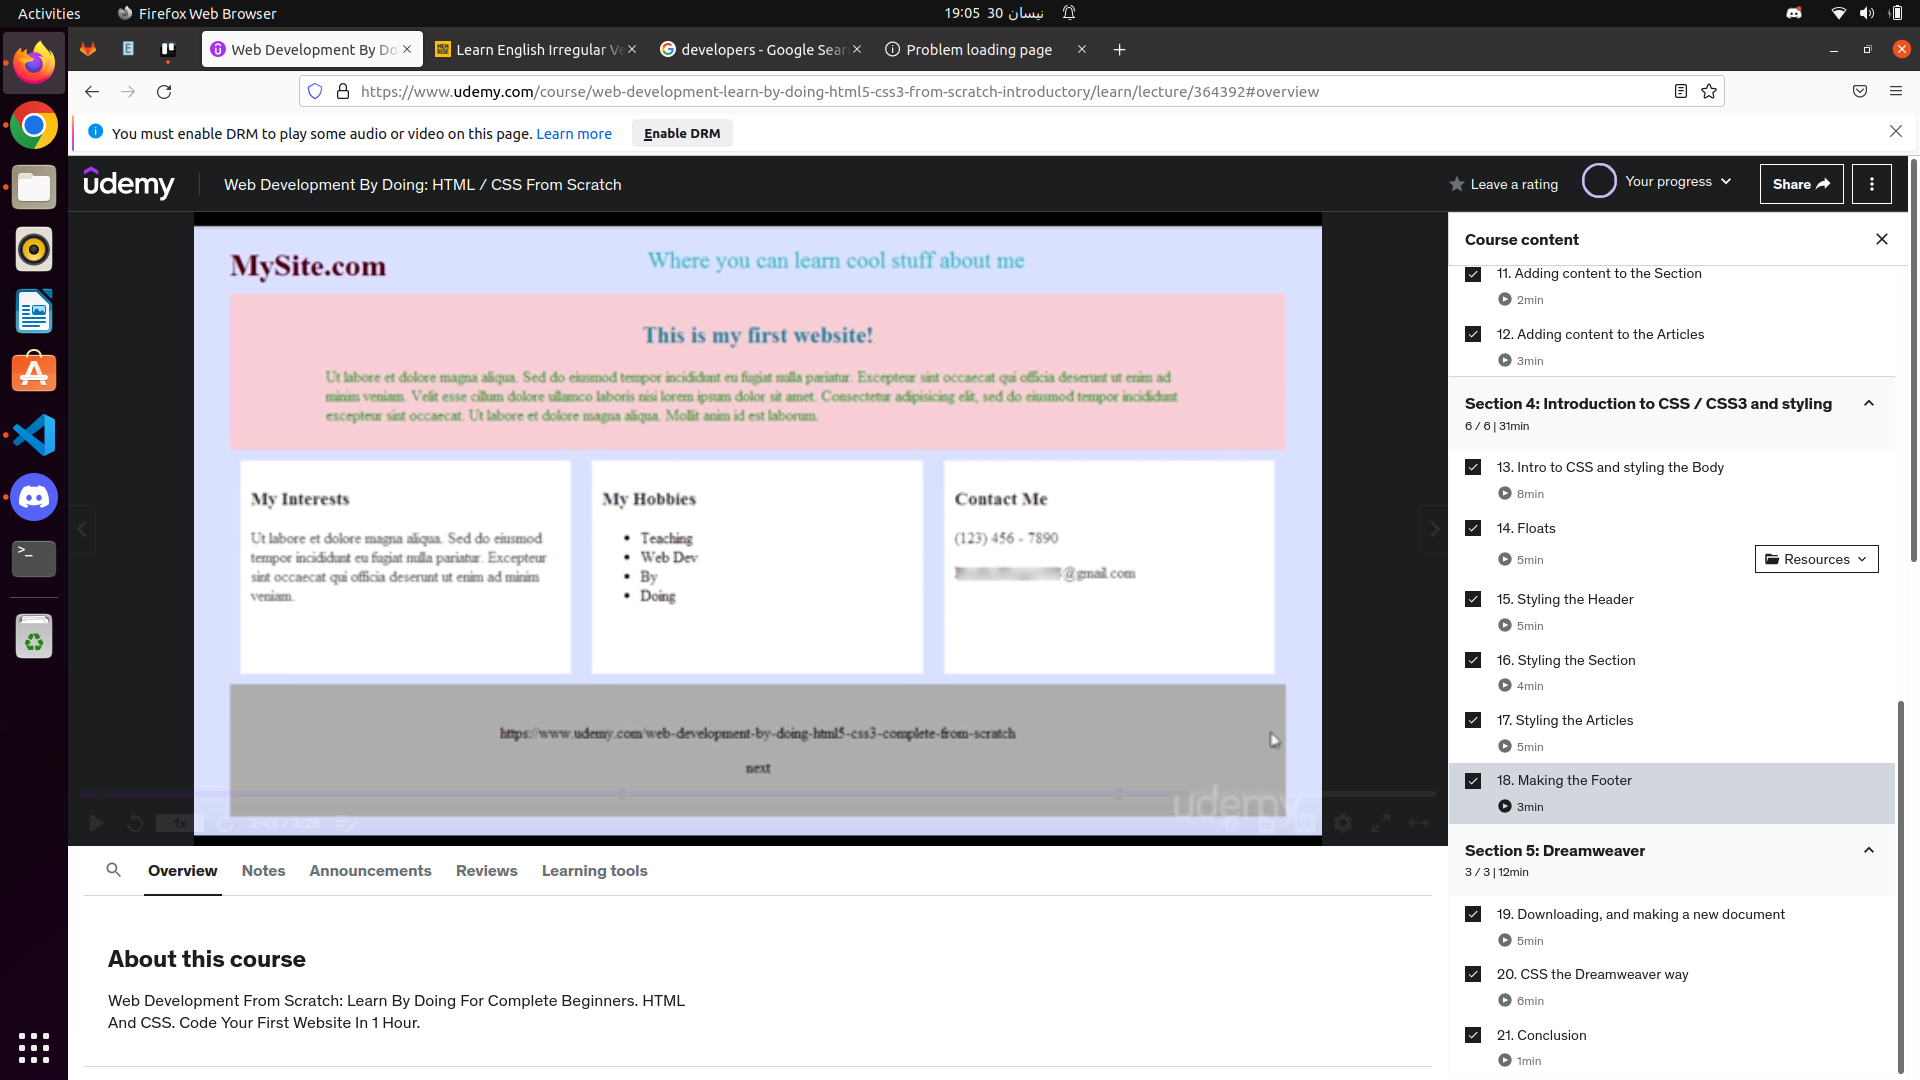 Activities
Firefox Web Browser
19:05 30 نيسان
Web Development By Do
Learn English Irregular Ve
developers - Google Sear
Problem loading page
https://www.udemy.com/course/web-development-learn-by-doing-html5-css3-from-scratch-introductory/learn/lecture/364392#overview
You must enable DRM to play some audio or video on this page. Learn more
Enable DRM
udemy
Web Development By Doing: HTML / CSS From Scratch
Leave a rating
Your progress
Share
MySite.com
Where you can learn cool stuff about me
This is my first website!
Ut labore et dolore magna aliqua. Sed do eiusmod tempor incididunt eu fugiat nulla pariatur. Excepteur sint occaecat qui officia deserunt ut enim ad
minim veniam. Velit esse cillum dolore ullamco laboris nisi lorem ipsum dolor sit amet. Consectetur adipisicing elit, sed do eiusmod tempor incididunt
excepteur sint occaecat. Ut labore et dolore magna aliqua. Mollit anim id est laborum.
My Interests
Ut labore et dolore magna aliqua. Sed do eiusmod
tempor incididunt eu fugiat nulla pariatur. Excepteur
sint occaecat qui officia deserunt ut enim ad minim
veniam.
My Hobbies
Teaching
Web Dev
By
Doing
Contact Me
(123) 456 - 7890
@gmail.com
https://www.udemy.com/web-development-by-doing-html5-css3-complete-from-scratch
next
udemy
1x
2:45 / 3:25
Overview
Notes
Announcements
Reviews
Learning tools
About this course
Web Development From Scratch: Learn By Doing For Complete Beginners. HTML
And CSS. Code Your First Website In 1 Hour.
Course content
11. Adding content to the Section
2min
12. Adding content to the Articles
3min
Section 4: Introduction to CSS / CSS3 and styling
6 / 6 | 31min
13. Intro to CSS and styling the Body
8min
14. Floats
5min
Resources
15. Styling the Header
5min
16. Styling the Section
4min
17. Styling the Articles
5min
18. Making the Footer
3min
Section 5: Dreamweaver
3 / 3 | 12min
19. Downloading, and making a new document
5min
20. CSS the Dreamweaver way
6min
21. Conclusion
1min